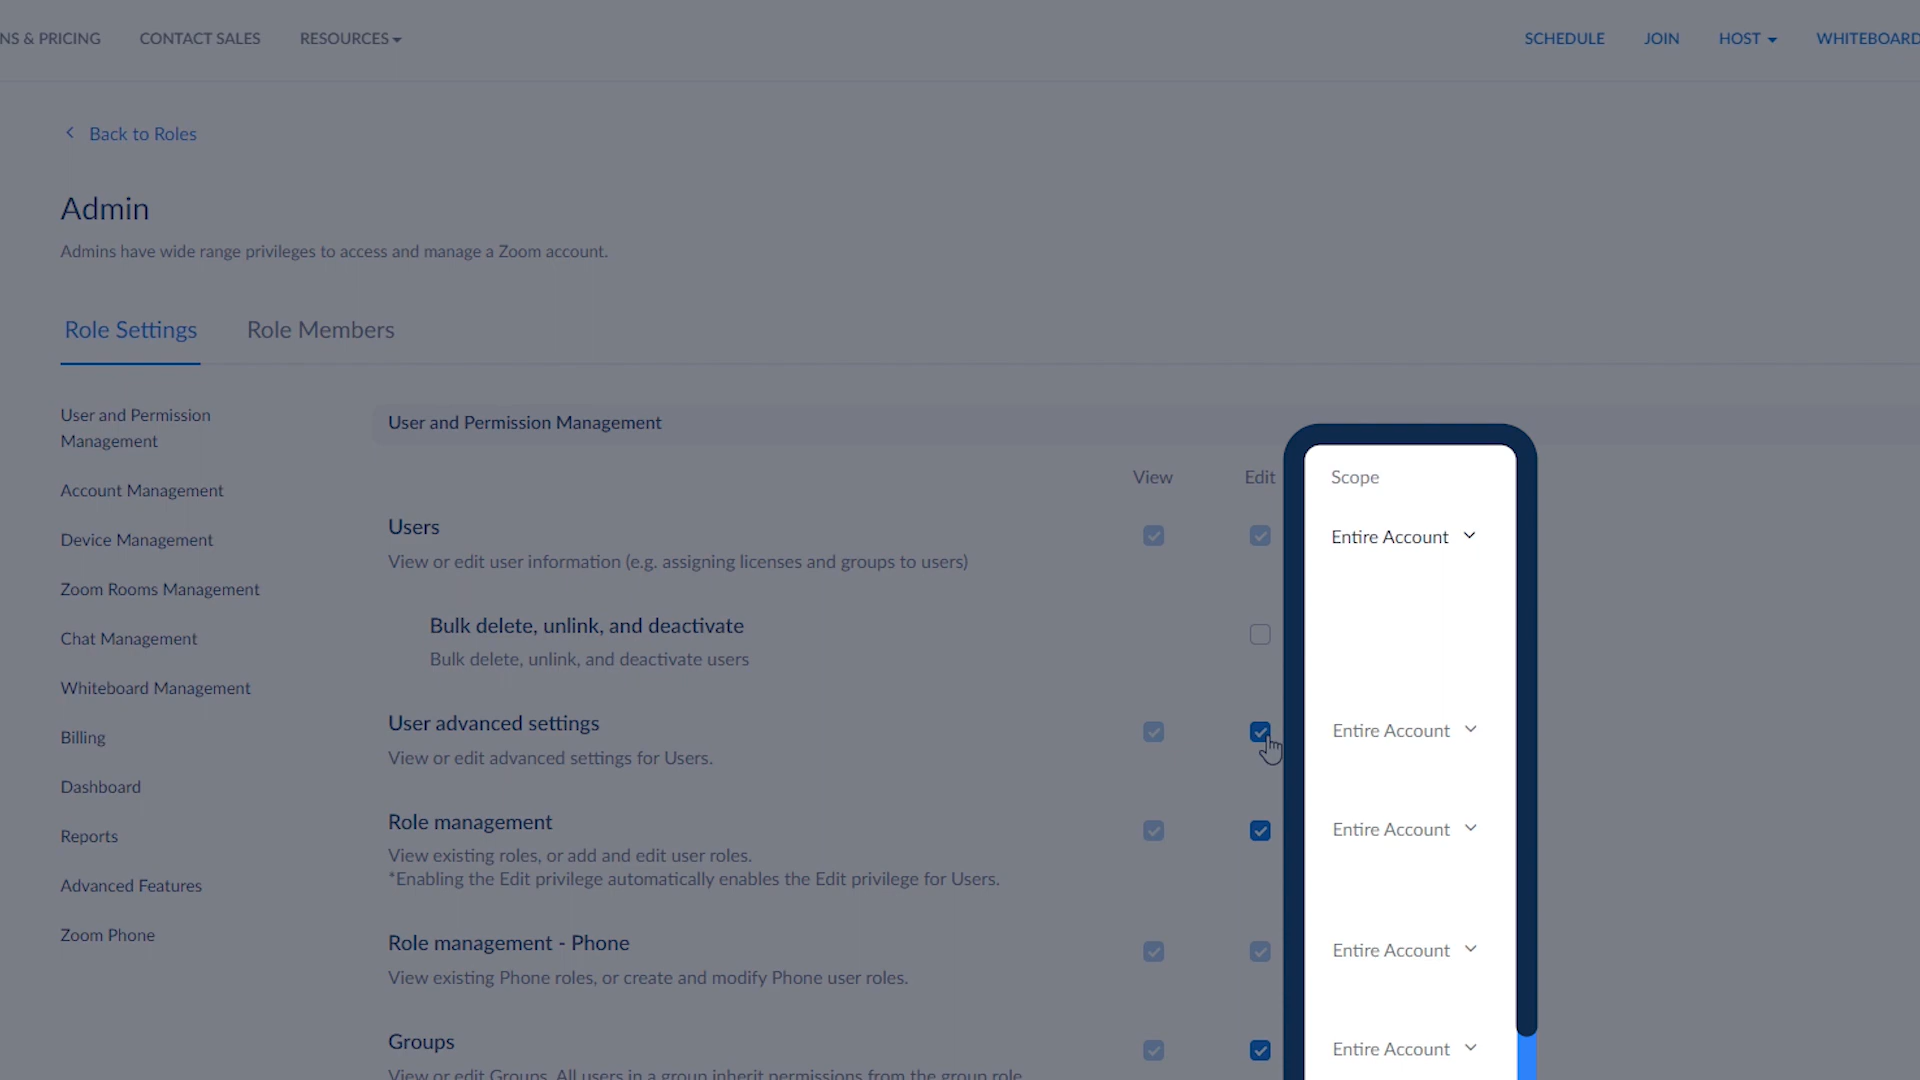 NS & PRICING CONTACT SALES RESOURCES SCHEDULE JOIN HOST WHITEBOARD
Back to Roles
Admin
Admins have wide range privileges to access and manage a Zoom account.
Role Settings Role Members
User and Permission
Management
Account Management
Device Management
Zoom Rooms Management
Chat Management
Whiteboard Management
Billing
Dashboard
Reports
Advanced Features
Zoom Phone
User and Permission Management
View Edit Scope
Users Entire Account
View or edit user information (e.g. assigning licenses and groups to users)
Bulk delete, unlink, and deactivate
Bulk delete, unlink, and deactivate users
User advanced settings Entire Account
View or edit advanced settings for Users.
Role management Entire Account
View existing roles, or add and edit user roles.
*Enabling the Edit privilege automatically enables the Edit privilege for Users.
Role management - Phone Entire Account
View existing Phone roles, or create and modify Phone user roles.
Groups Entire Account
View or edit Groups. All users in a group inherit permissions from the group role